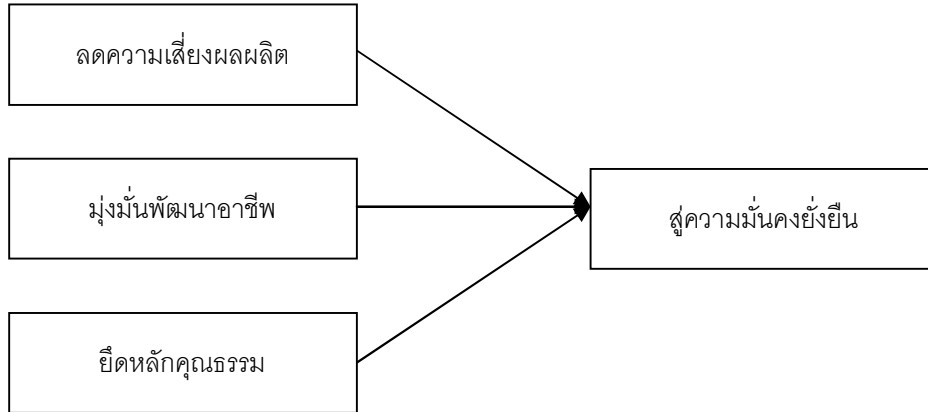 ลดความเสี่ยงผลผลิต
มุ่งมั่นพัฒนาอาชีพ
สู่ความมั่นคงยั่งยืน
ยึดหลักคุณธรรม